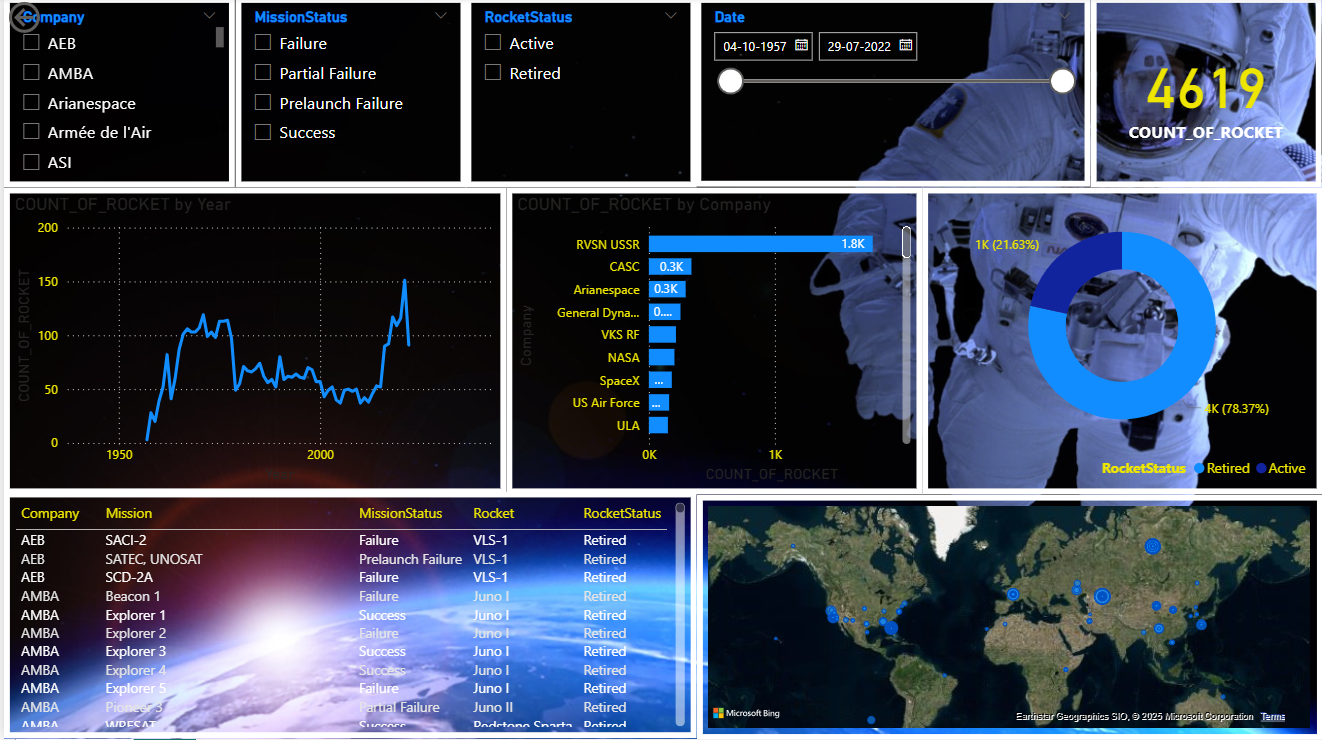 Company
AEB
AMBA
Arianespace
Armée de l'Air
ASI
MissionStatus
Failure
Partial Failure
Prelaunch Failure
Success
RocketStatus
Active
Retired
Date
04-10-1957 29-07-2022
4619
COUNT_OF_ROCKET
COUNT_OF_ROCKET by Year
COUNT_OF_ROCKET
200
150
100
50
0
1950 2000
COUNT_OF_ROCKET by Company
Company
RVSN USSR 1.8K
CASC 0.3K
Arianespace 0.3K
General Dyna... 0....
VKS RF
NASA
SpaceX ...
US Air Force ...
ULA
0K 1K
COUNT_OF_ROCKET
1K (21.63%)
4K (78.37%)
RocketStatus Retired Active
Company Mission MissionStatus Rocket RocketStatus
AEB SACI-2 Failure VLS-1 Retired
AEB SATEC, UNOSAT Prelaunch Failure VLS-1 Retired
AEB SCD-2A Failure VLS-1 Retired
AMBA Beacon 1 Failure Juno I Retired
AMBA Explorer 1 Success Juno I Retired
AMBA Explorer 2 Failure Juno I Retired
AMBA Explorer 3 Success Juno I Retired
AMBA Explorer 4 Success Juno I Retired
AMBA Explorer 5 Failure Juno I Retired
AMBA Pioneer 3 Partial Failure Juno II Retired
AMBA WRESAT Success Redstone Sparta Retired
Microsoft Bing
Earthstar Geographics SIO, © 2025 Microsoft Corporation Terms